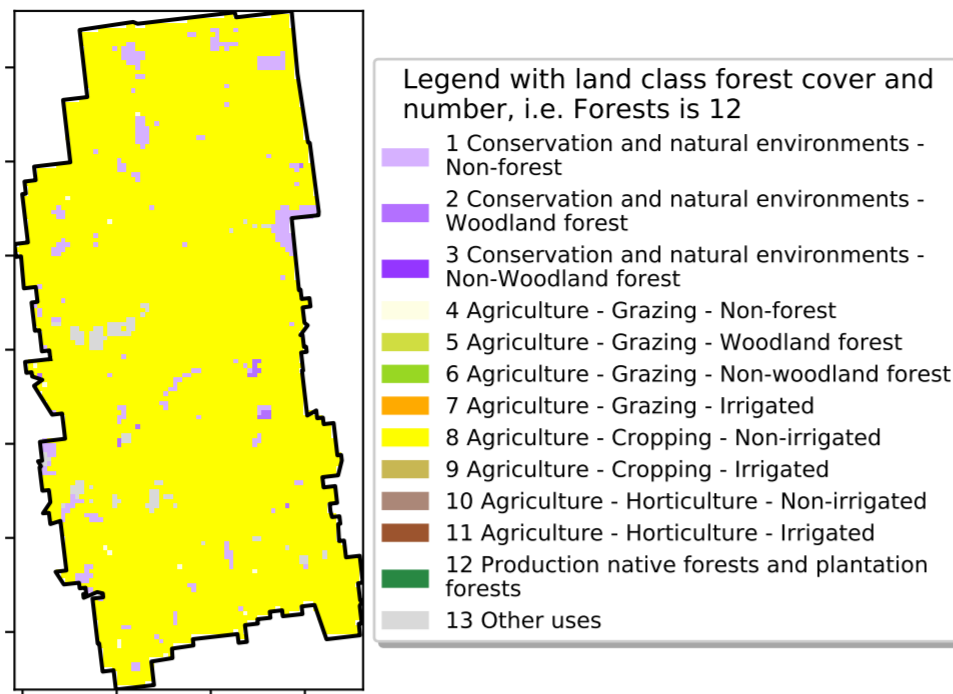 Legend with land class forest cover and
number, i.e. Forests is 12
1 Conservation and natural environments -
Non-forest
2 Conservation and natural environments -
Woodland forest
3 Conservation and natural environments -
Non-Woodland forest
4 Agriculture - Grazing - Non-forest
5 Agriculture - Grazing - Woodland forest
6 Agriculture - Grazing - Non-woodland forest
7 Agriculture - Grazing - Irrigated
8 Agriculture - Cropping - Non-irrigated
9 Agriculture - Cropping - Irrigated
10 Agriculture - Horticulture - Non-irrigated
11 Agriculture - Horticulture - Irrigated
12 Production native forests and plantation
forests
13 Other uses